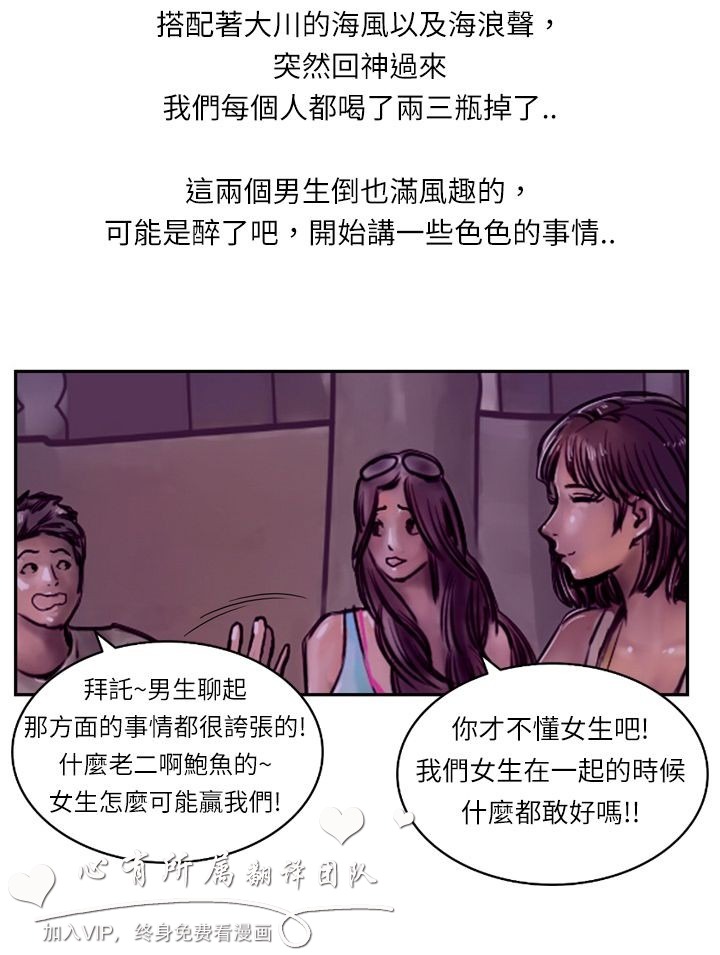 搭配著大川的海風以及海浪聲，
突然回神過來
我們每個人都喝了兩三瓶掉了..
這兩個男生倒也滿風趣的，
可能是醉了吧，開始講一些色色的事情..
拜託~男生聊起
那方面的事情都很誇張的!
什麼老二啊鮑魚的~
女生怎麼可能贏我們!
你才不懂女生吧!
我們女生在一起的時候
什麼都敢好嗎!!
心有所属翻译团队
加入VIP，终身免费看漫画